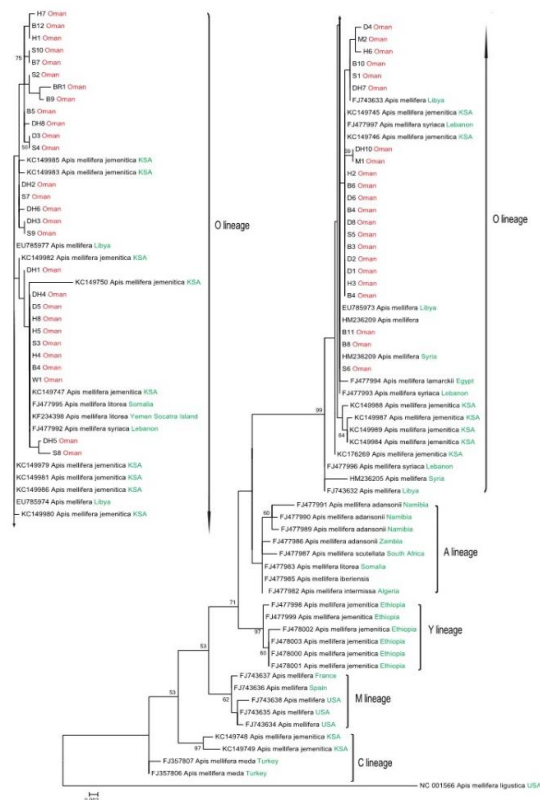 H7 Oman
B12 Oman
H1 Oman
75
S10 Oman
B7 Oman
S2 Oman
BR1 Oman
B9 Oman
B5 Oman
DH8 Oman
D3 Oman
50
S4 Oman
KC149985 Apis mellifera jemenitica KSA
KC149983 Apis mellifera jemenitica KSA
DH2 Oman
S7 Oman
DH6 Oman
DH3 Oman
S9 Oman
EU785977 Apis mellifera Libya
KC149982 Apis mellifera jemenitica KSA
DH1 Oman
KC149750 Apis mellifera jemenitica KSA
DH4 Oman
D5 Oman
H8 Oman
H5 Oman
S3 Oman
H4 Oman
B4 Oman
W1 Oman
KC149747 Apis mellifera jemenitica KSA
FJ477995 Apis mellifera litorea Somalia
KF234398 Apis mellifera litorea Yemen Socatra Island
FJ477992 Apis mellifera syriaca Lebanon
DH5 Oman
S8 Oman
KC149979 Apis mellifera jemenitica KSA
KC149981 Apis mellifera jemenitica KSA
KC149986 Apis mellifera jemenitica KSA
EU785974 Apis mellifera Libya
KC149980 Apis mellifera jemenitica KSA
O lineage
D4 Oman
M2 Oman
H6 Oman
B10 Oman
S1 Oman
DH7 Oman
FJ743633 Apis mellifera Libya
KC149745 Apis mellifera jemenitica KSA
FJ477997 Apis mellifera syriaca Lebanon
KC149746 Apis mellifera jemenitica KSA
DH10 Oman
M1 Oman
H2 Oman
B6 Oman
D6 Oman
B4 Oman
D8 Oman
S5 Oman
B3 Oman
D2 Oman
D1 Oman
H3 Oman
B4 Oman
EU785973 Apis mellifera Libya
HM236209 Apis mellifera
B11 Oman
B8 Oman
HM236209 Apis mellifera Syria
S6 Oman
FJ477994 Apis mellifera lamarckii Egypt
FJ477993 Apis mellifera syriaca Lebanon
KC149988 Apis mellifera jemenitica KSA
KC149987 Apis mellifera jemenitica KSA
KC149989 Apis mellifera jemenitica KSA
64
KC149984 Apis mellifera jemenitica KSA
KC176269 Apis mellifera jemenitica KSA
FJ477996 Apis mellifera syriaca Lebanon
HM236205 Apis mellifera Syria
FJ743632 Apis mellifera Libya
O lineage
99
FJ477991 Apis mellifera adansonii Namibia
60
FJ477990 Apis mellifera adansonii Namibia
FJ477989 Apis mellifera adansonii Namibia
FJ477986 Apis mellifera adansonii Zambia
FJ477987 Apis mellifera scutellata South Africa
FJ477983 Apis mellifera litorea Somalia
FJ477985 Apis mellifera iberiensis
FJ477982 Apis mellifera intermissa Algeria
A lineage
71
FJ477998 Apis mellifera jemenitica Ethiopia
FJ477999 Apis mellifera jemenitica Ethiopia
FJ478002 Apis mellifera jemenitica Ethiopia
97
FJ478003 Apis mellifera jemenitica Ethiopia
FJ478000 Apis mellifera jemenitica Ethiopia
FJ478001 Apis mellifera jemenitica Ethiopia
Y lineage
53
FJ743637 Apis mellifera France
FJ743636 Apis mellifera Spain
62
FJ743638 Apis mellifera USA
FJ743635 Apis mellifera USA
FJ743634 Apis mellifera USA
M lineage
53
KC149748 Apis mellifera jemenitica KSA
67
KC149749 Apis mellifera jemenitica KSA
FJ357807 Apis mellifera meda Turkey
FJ357806 Apis mellifera meda Turkey
C lineage
NC 001566 Apis mellifera ligustica USA